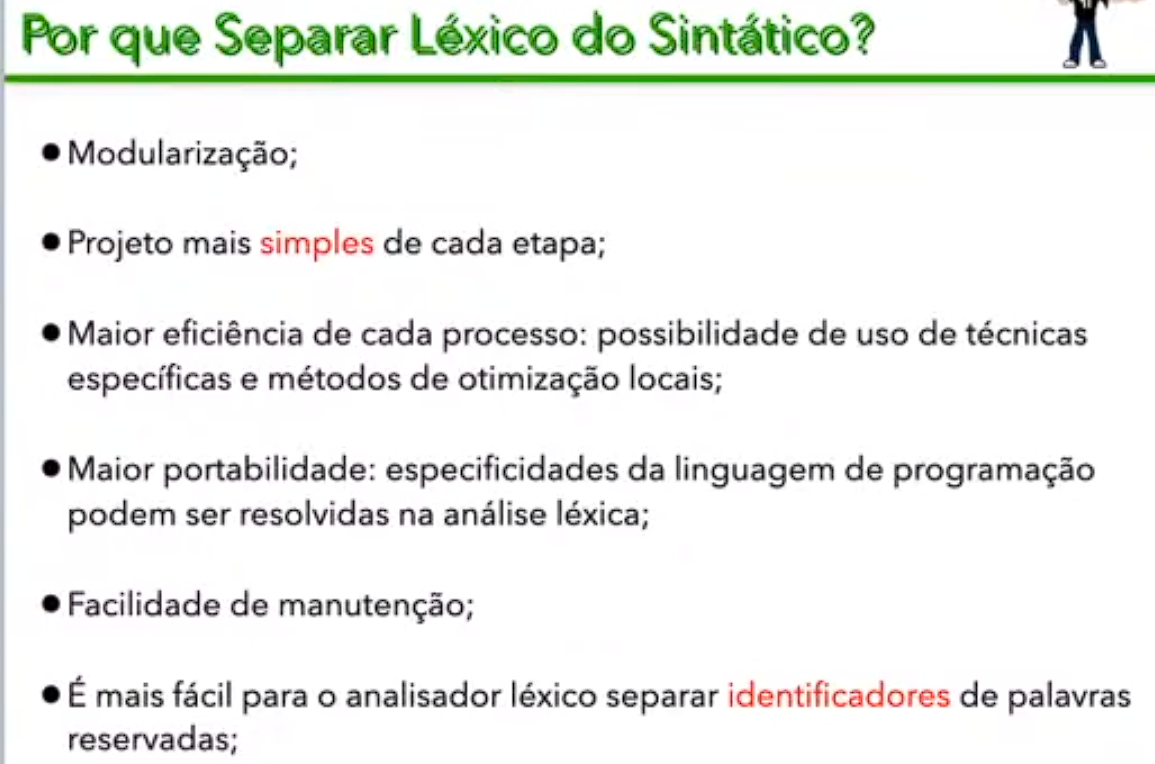 Por que Separar Léxico do Sintático?
● Modularização;
● Projeto mais simples de cada etapa;
● Maior eficiência de cada processo: possibilidade de uso de técnicas
específicas e métodos de otimização locais;
● Maior portabilidade: especificidades da linguagem de programação
podem ser resolvidas na análise léxica;
● Facilidade de manutenção;
● É mais fácil para o analisador léxico separar identificadores de palavras
reservadas;